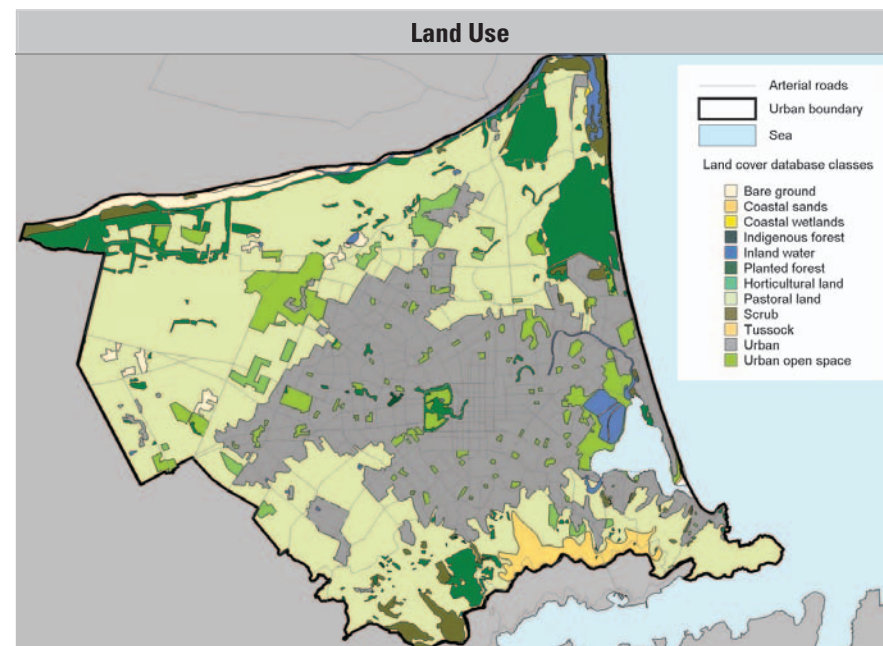 Land Use
Arterial roads
Urban boundary
Sea
Land cover database classes
Bare ground
Coastal sands
Coastal wetlands
Indigenous forest
Inland water
Planted forest
Horticultural land
Pastoral land
Scrub
Tussock
Urban
Urban open space